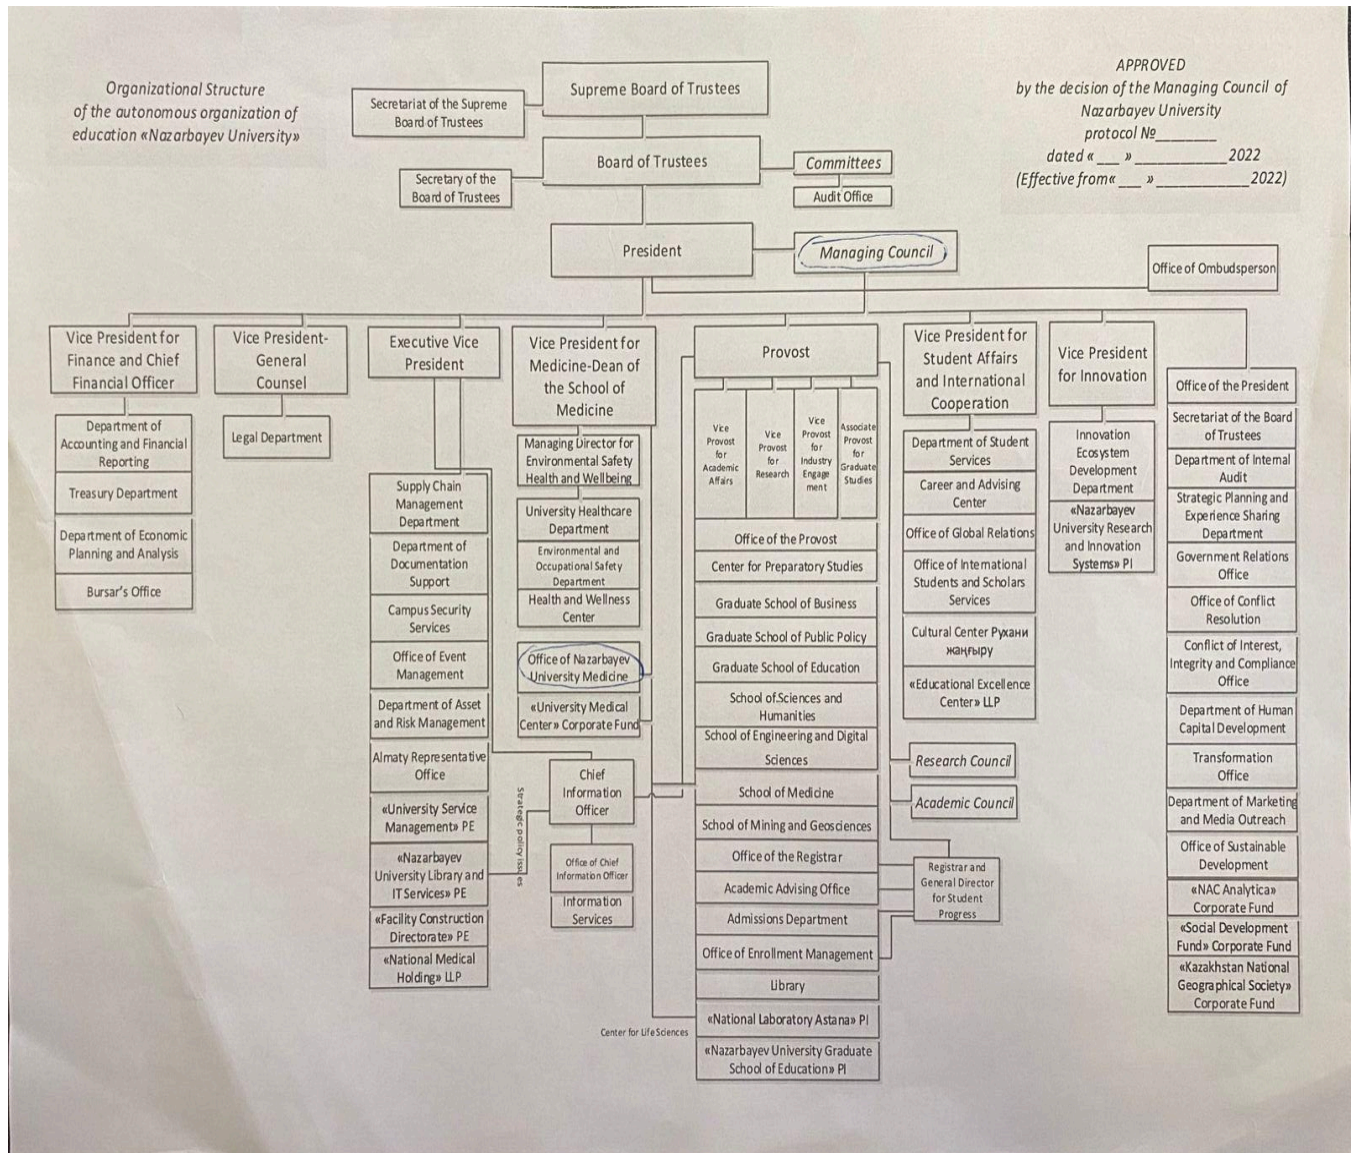 Organizational Structure
of the autonomous organization of
education «Nazarbayev University»
APPROVED
by the decision of the Managing Council of
Nazarbayev University
protocol №________
dated « ___ » ____________2022
(Effective from« ___ » ____________2022)
Supreme Board of Trustees
Secretariat of the Supreme
Board of Trustees
Board of Trustees
Secretary of the
Board of Trustees
Committees
Audit Office
President
Managing Council
Office of Ombudsperson
Vice President for
Finance and Chief
Financial Officer
Department of
Accounting and Financial
Reporting
Treasury Department
Department of Economic
Planning and Analysis
Bursar's Office
Vice President-
General
Counsel
Legal Department
Executive Vice
President
Supply Chain
Management
Department
Department of
Documentation
Support
Campus Security
Services
Office of Event
Management
Department of Asset
and Risk Management
Almaty Representative
Office
«University Service
Management» PE
«Nazarbayev
University Library and
IT Services» PE
«Facility Construction
Directorate» PE
«National Medical
Holding» LLP
Vice President for
Medicine-Dean of
the School of
Medicine
Managing Director for
Environmental Safety
Health and Wellbeing
University Healthcare
Department
Environmental and
Occupational Safety
Department
Health and Wellness
Center
Office of Nazarbayev
University Medicine
«University Medical
Center» Corporate Fund
Chief
Information
Officer
Strategic policy issues
Office of Chief
Information Officer
Information
Services
Provost
Vice
Provost
for
Academic
Affairs
Vice
Provost
for
Research
Vice
Provost
for
Industry
Engage
ment
Associate
Provost
for
Graduate
Studies
Office of the Provost
Center for Preparatory Studies
Graduate School of Business
Graduate School of Public Policy
Graduate School of Education
School of.Sciences and
Humanities
School of Engineering and Digital
Sciences
School of Medicine
School of Mining and Geosciences
Office of the Registrar
Academic Advising Office
Admissions Department
Office of Enrollment Management
Library
«National Laboratory Astana» PI
Center for Life Sciences
«Nazarbayev University Graduate
School of Education» PI
Vice President for
Student Affairs
and International
Cooperation
Department of Student
Services
Career and Advising
Center
Office of Global Relations
Office of International
Students and Scholars
Services
Cultural Center Рухани
жаңғыру
«Educational Excellence
Center» LLP
Research Council
Academic Council
Registrar and
General Director
for Student
Progress
Vice President
for Innovation
Innovation
Ecosystem
Development
Department
«Nazarbayev
University Research
and Innovation
Systems» PI
Office of the President
Secretariat of the Board
of Trustees
Department of Internal
Audit
Strategic Planning and
Experience Sharing
Department
Government Relations
Office
Office of Conflict
Resolution
Conflict of Interest,
Integrity and Compliance
Office
Department of Human
Capital Development
Transformation
Office
Department of Marketing
and Media Outreach
Office of Sustainable
Development
«NAC Analytica»
Corporate Fund
«Social Development
Fund» Corporate Fund
«Kazakhstan National
Geographical Society»
Corporate Fund